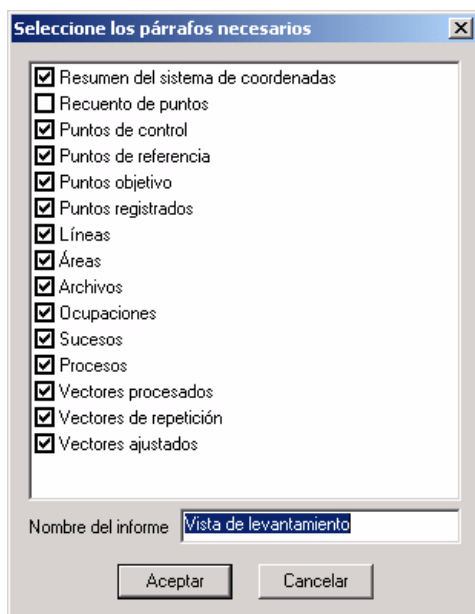 Seleccione los párrafos necesarios
Resumen del sistema de coordenadas
Recuento de puntos
Puntos de control
Puntos de referencia
Puntos objetivo
Puntos registrados
Líneas
Áreas
Archivos
Ocupaciones
Sucesos
Procesos
Vectores procesados
Vectores de repetición
Vectores ajustados
Nombre del informe Vista de levantamiento
Aceptar Cancelar